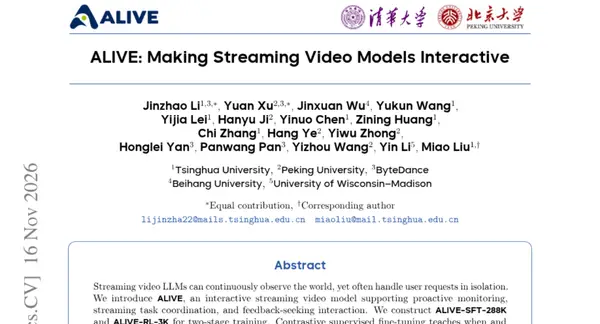 ALIVE
清华大学
北京大学
PEKING UNIVERSITY
ALIVE: Making Streaming Video Models Interactive
Jinzhao Li1,3,*, Yuan Xu2,3,*, Jinxuan Wu4, Yukun Wang1,
Yijia Lei1, Hanyu Ji2, Yinuo Chen1, Zining Huang1,
Chi Zhang1, Hang Ye2, Yiwu Zhong2,
Honglei Yan3, Panwang Pan3, Yizhou Wang2, Yin Li5, Miao Liu1,†
1Tsinghua University, 2Peking University, 3ByteDance
4Beihang University, 5University of Wisconsin–Madison
*Equal contribution, †Corresponding author
lijinzha22@mails.tsinghua.edu.cn miaoliu@mail.tsinghua.edu.cn
cs.CV] 16 Nov 2026
Abstract
Streaming video LLMs can continuously observe the world, yet often handle user requests in isolation.
We introduce ALIVE, an interactive streaming video model supporting proactive monitoring,
streaming task coordination, and feedback-seeking interaction. We construct ALIVE-SFT-288K
and ALIVE-RL-3K for two-stage training. Contrastive supervised fine-tuning teaches when and